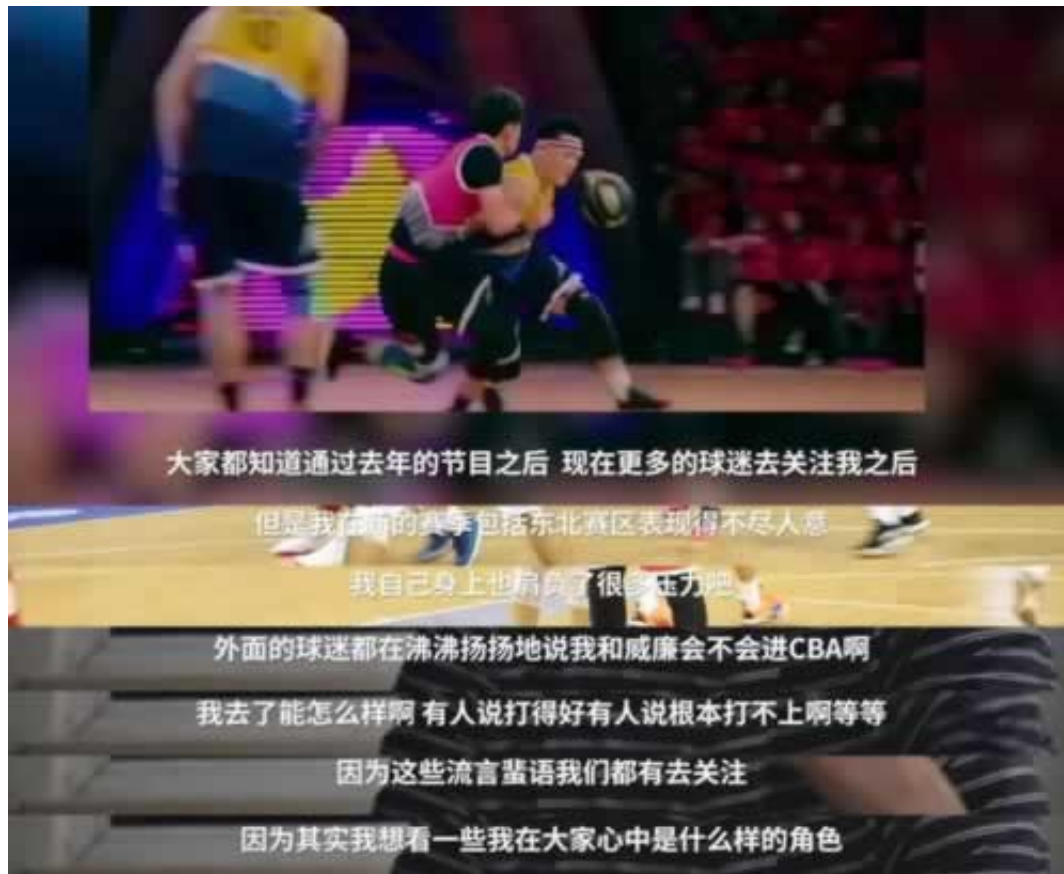 大家都知道通过去年的节目之后 现在更多的球迷去关注我之后
但是我在新的赛季包括东北赛区表现得不尽人意
我自己身上也肩负了很多压力吧
外面的球迷都在沸沸扬扬地说我和威廉会不会进CBA啊
我去了能怎么样啊 有人说打得好有人说根本打不上啊等等
因为这些流言蜚语我们都有去关注
因为其实我想看一些我在大家心中是什么样的角色